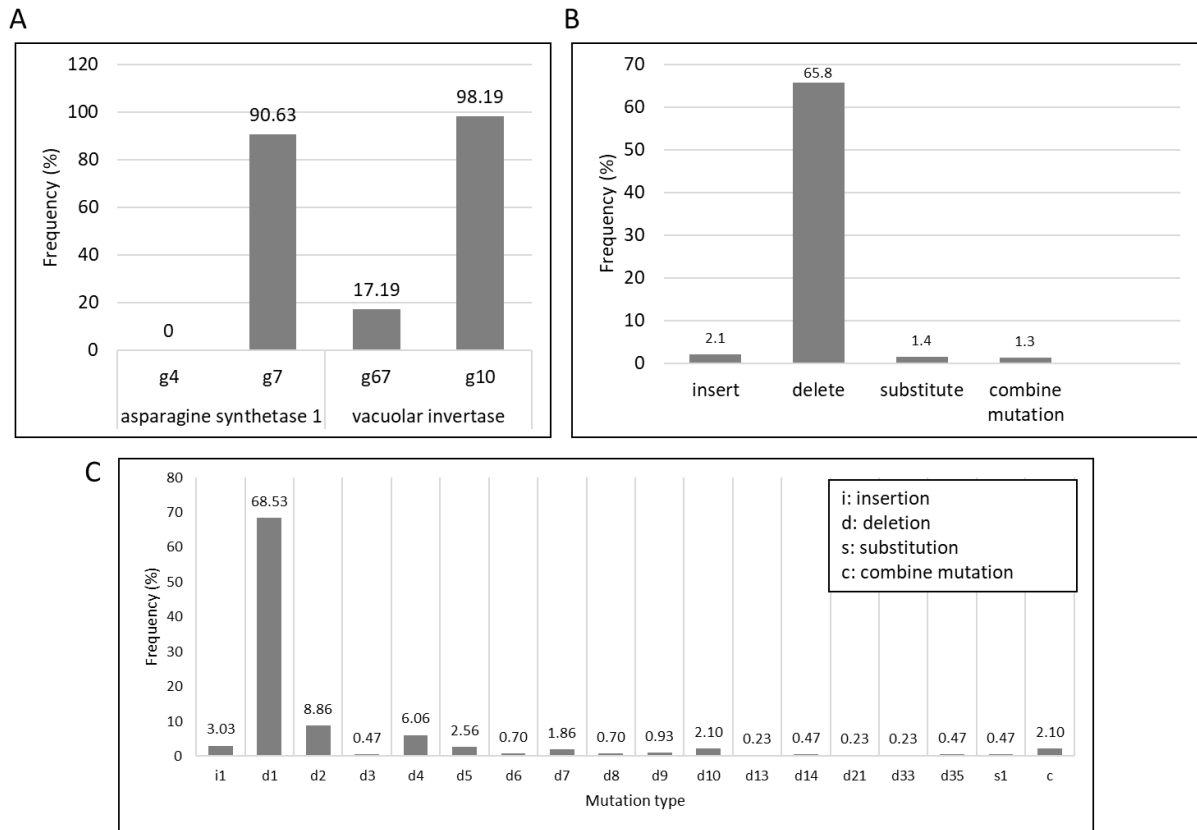 A
120
100
80
60
40
20
0
Frequency (%)
0
90.63
17.19
98.19
g4 g7 g67 g10
asparagine synthetase 1 vacuolar invertase
B
70
60
50
40
30
20
10
0
Frequency (%)
2.1
65.8
1.4
1.3
insert delete substitute combine
mutation
C
80
70
60
50
40
30
20
10
0
Frequency (%)
3.03 68.53 8.86 0.47 6.06 2.56 0.70 1.86 0.70 0.93 2.10 0.23 0.47 0.23 0.23 0.47 0.47 2.10
i1 d1 d2 d3 d4 d5 d6 d7 d8 d9 d10 d13 d14 d21 d33 d35 s1 c
Mutation type
i: insertion
d: deletion
s: substitution
c: combine mutation